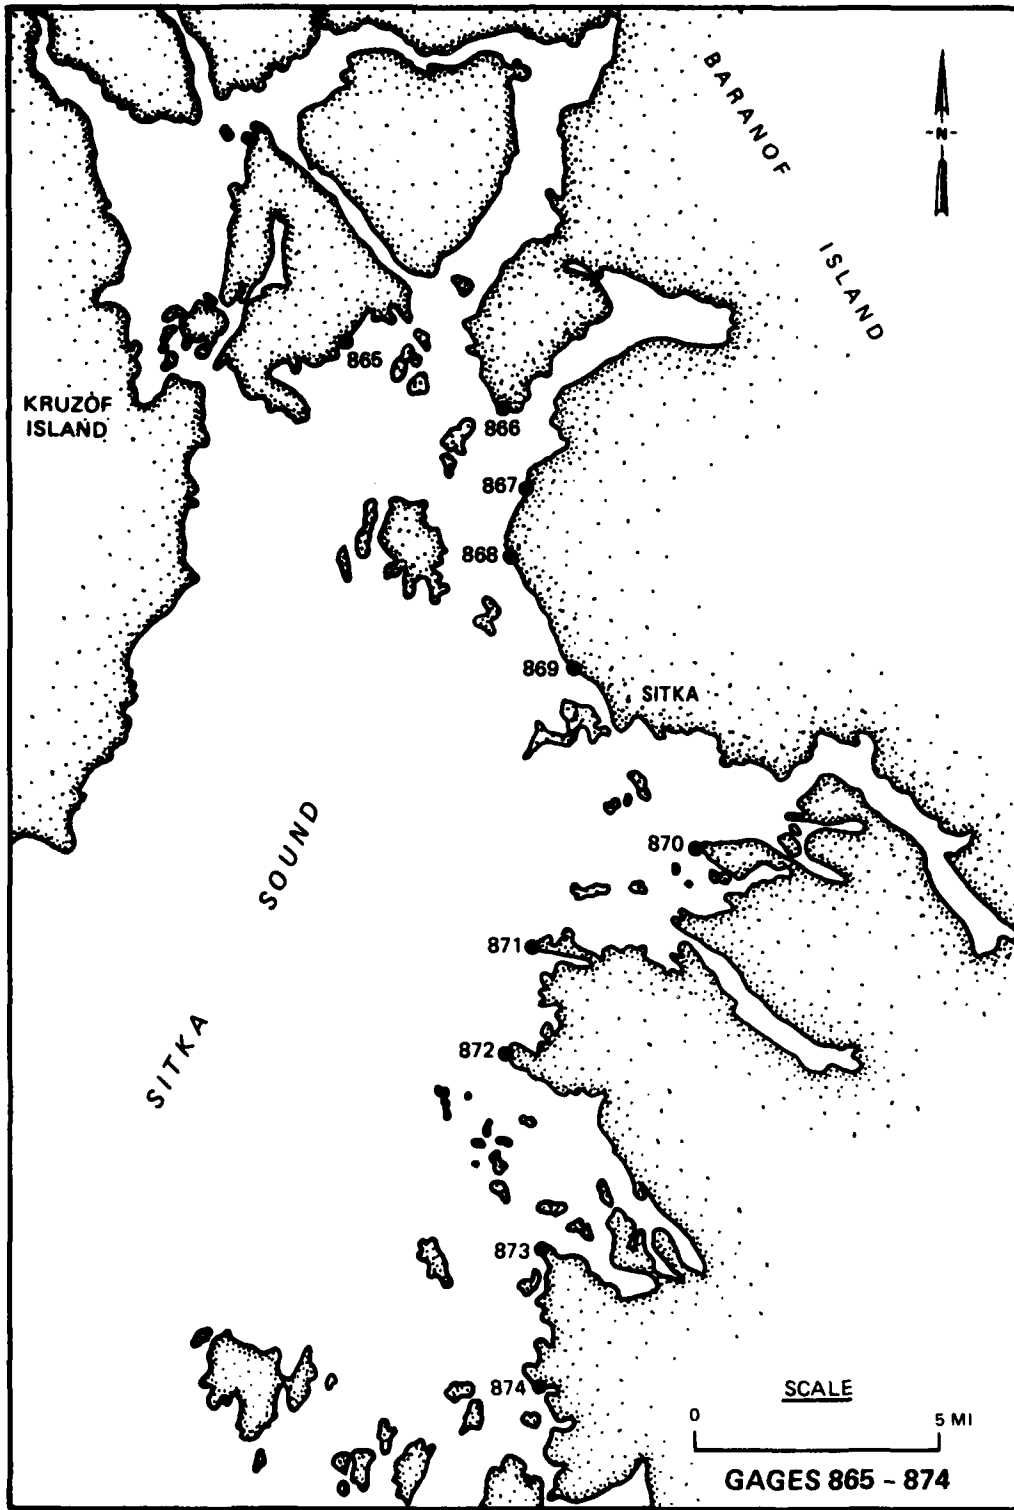 BARANOF
ISLAND
N
KRUZOF
ISLAND
865
866
867
868
869
SITKA
870
871
872
873
874
SITKA SOUND
SCALE
0 5 MI
GAGES 865 - 874